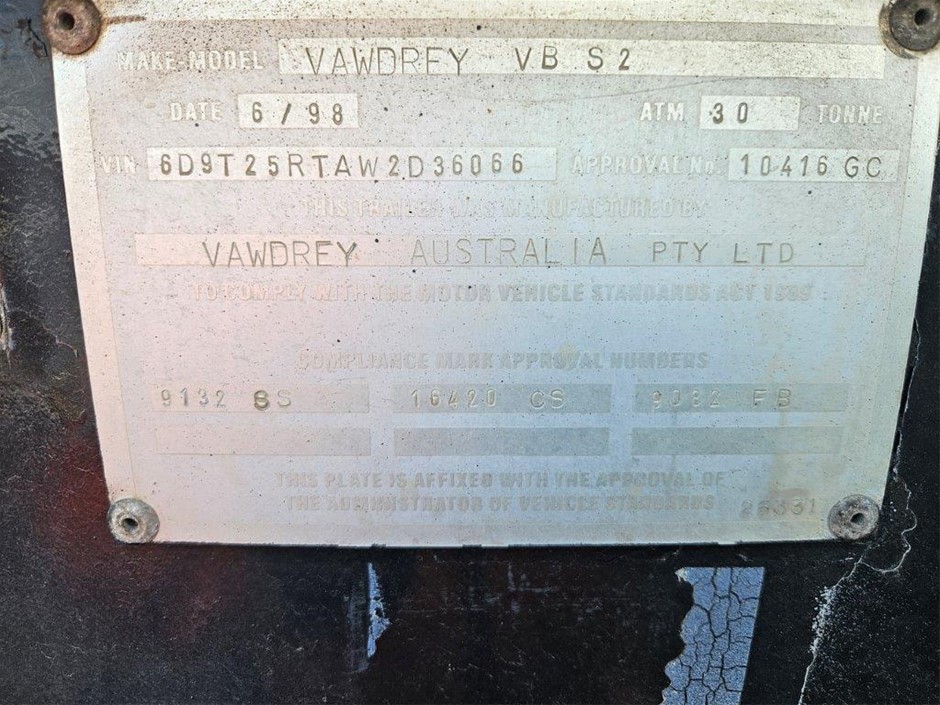 MAKE-MODEL VAWDREY VB S2
DATE 6/98 ATM 30 TONNE
VIN 6D9T25RTAW2D36066 APPROVAL No. 10416 GC
THIS TRAILER WAS MANUFACTURED BY
VAWDREY AUSTRALIA PTY LTD
TO COMPLY WITH THE MOTOR VEHICLE STANDARDS ACT 1989
COMPLIANCE MARK APPROVAL NUMBERS
9132 SS 16420 CS 9082 FB
THIS PLATE IS AFFIXED WITH THE APPROVAL OF
THE ADMINISTRATOR OF VEHICLE STANDARDS